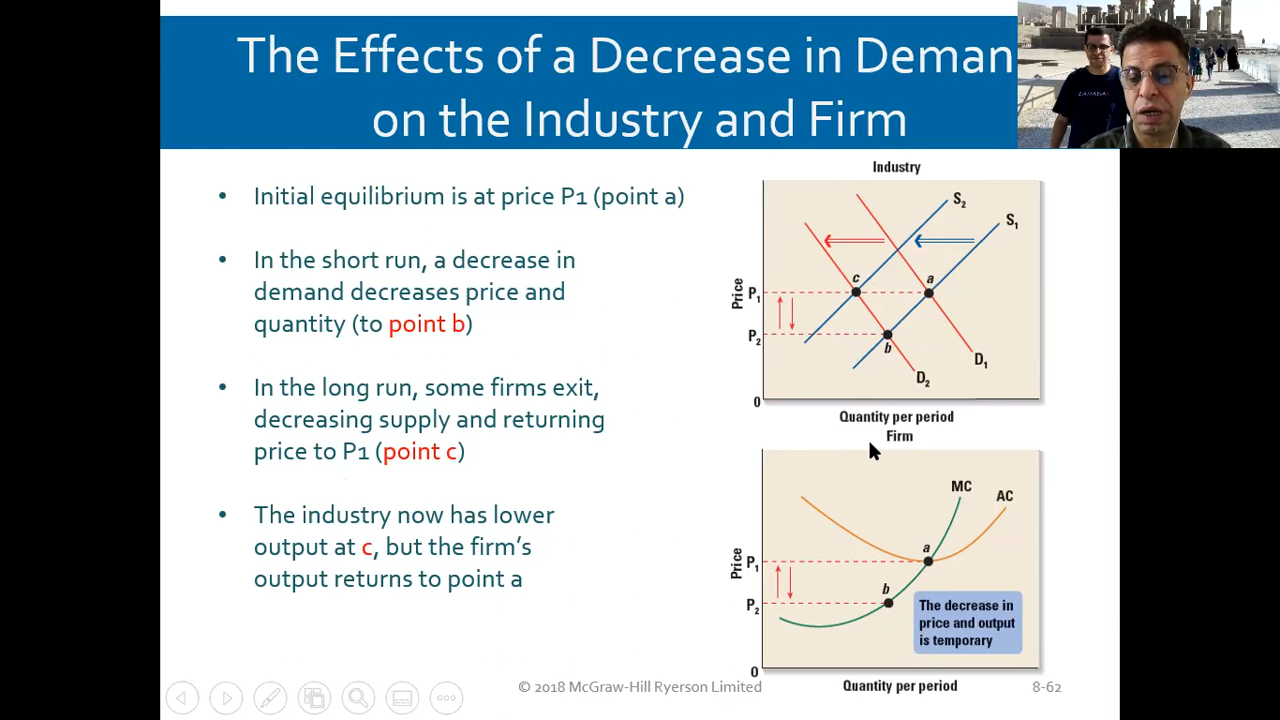 The Effects of a Decrease in Deman
on the Industry and Firm
• Initial equilibrium is at price P1 (point a)
• In the short run, a decrease in
demand decreases price and
quantity (to point b)
• In the long run, some firms exit,
decreasing supply and returning
price to P1 (point c)
• The industry now has lower
output at c, but the firm's
output returns to point a
Industry
S₂
S₁
c
a
Price
P₁
P₂
b
D₁
D₂
0
Quantity per period
Firm
MC
AC
a
Price
P₁
b
P₂
The decrease in
price and output
is temporary
0
Quantity per period
© 2018 McGraw-Hill Ryerson Limited
8-62